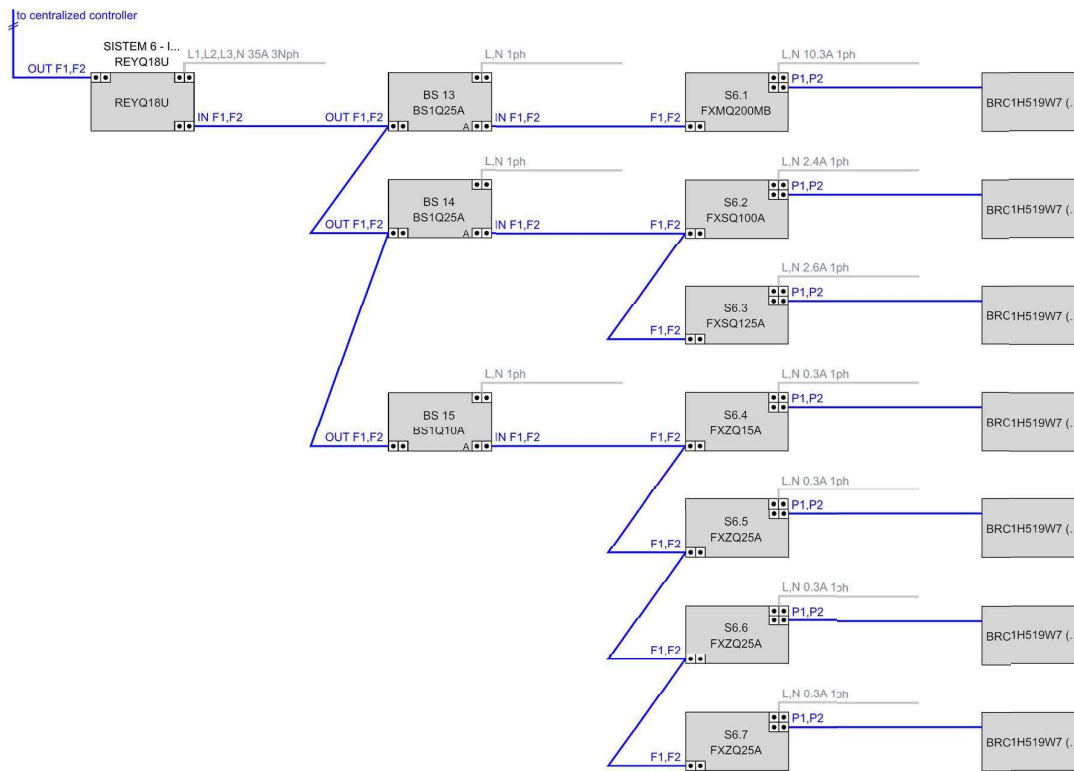 to centralized controller
SISTEM 6 - I...
REYQ18U
L1,L2,L3,N 35A 3Nph
OUT F1,F2
REYQ18U
IN F1,F2
L,N 1ph
BS 13
BS1Q25A
OUT F1,F2
A
IN F1,F2
L,N 10.3A 1ph
P1,P2
S6.1
FXMQ200MB
F1,F2
BRC1H519W7 (..
L,N 1ph
BS 14
BS1Q25A
OUT F1,F2
A
IN F1,F2
L,N 2.4A 1ph
P1,P2
S6.2
FXSQ100A
F1,F2
BRC1H519W7 (..
L,N 2.6A 1ph
P1,P2
S6.3
FXSQ125A
F1,F2
BRC1H519W7 (..
L,N 1ph
BS 15
BS1Q10A
OUT F1,F2
A
IN F1,F2
L,N 0.3A 1ph
P1,P2
S6.4
FXZQ15A
F1,F2
BRC1H519W7 (..
L,N 0.3A 1ph
P1,P2
S6.5
FXZQ25A
F1,F2
BRC1H519W7 (..
L,N 0.3A 1ph
P1,P2
S6.6
FXZQ25A
F1,F2
BRC1H519W7 (..
L,N 0.3A 1ph
P1,P2
S6.7
FXZQ25A
F1,F2
BRC1H519W7 (..